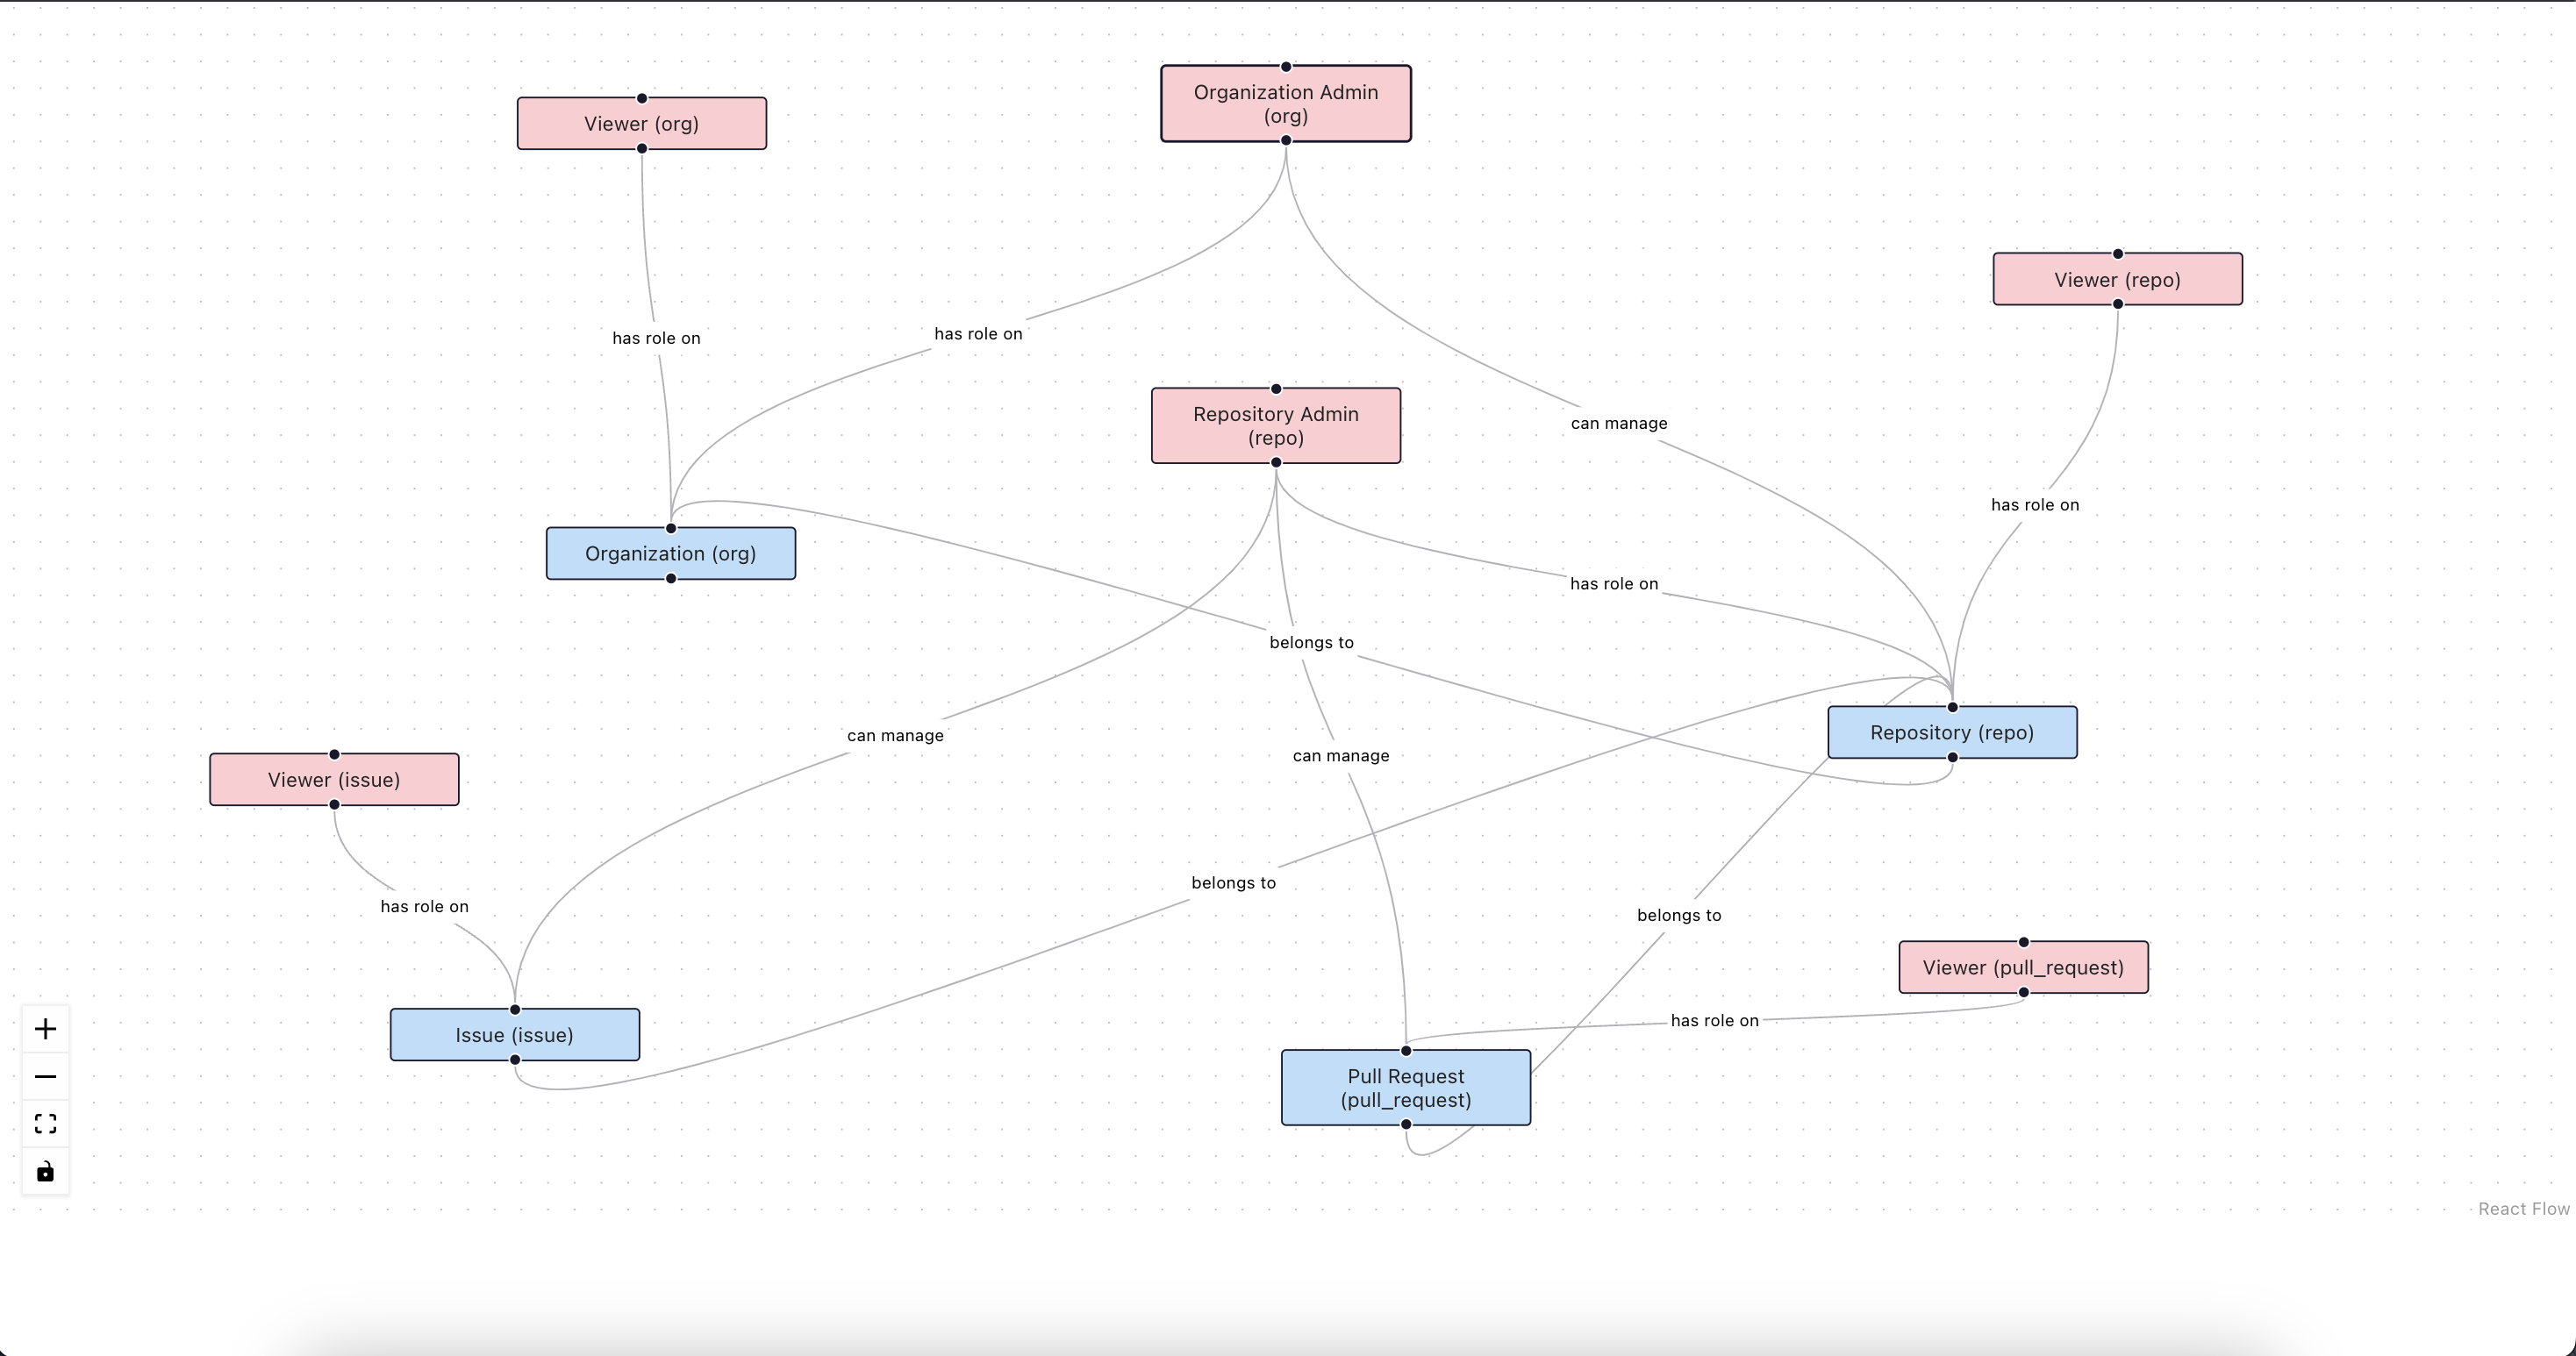 Organization Admin
(org)
Viewer (org)
Viewer (repo)
has role on
has role on
Repository Admin
(repo)
can manage
has role on
Organization (org)
has role on
belongs to
can manage
Repository (repo)
can manage
Viewer (issue)
belongs to
has role on
belongs to
Viewer (pull_request)
has role on
Issue (issue)
Pull Request
(pull_request)
React Flow